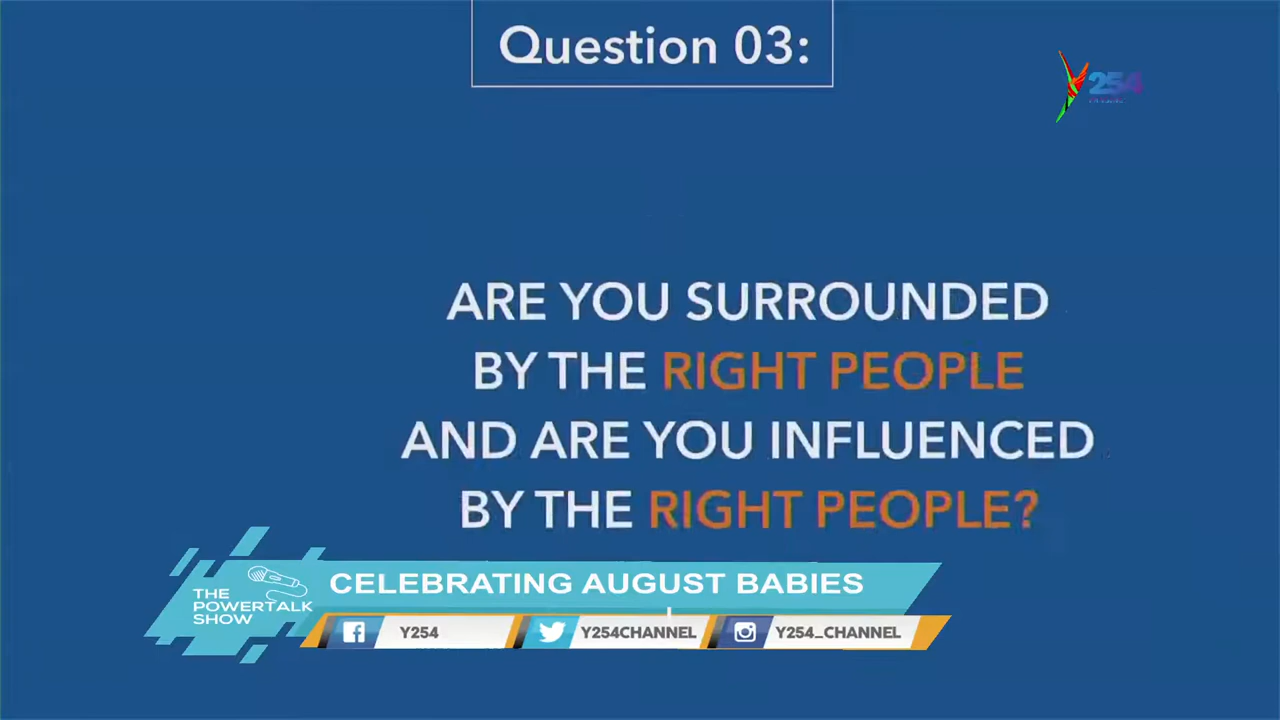 Question 03:
254
ARE YOU SURROUNDED
BY THE RIGHT PEOPLE
AND ARE YOU INFLUENCED
BY THE RIGHT PEOPLE?
CELEBRATING AUGUST BABIES
THE
POWERTALK
SHOW
Y254
Y254CHANNEL
Y254_CHANNEL